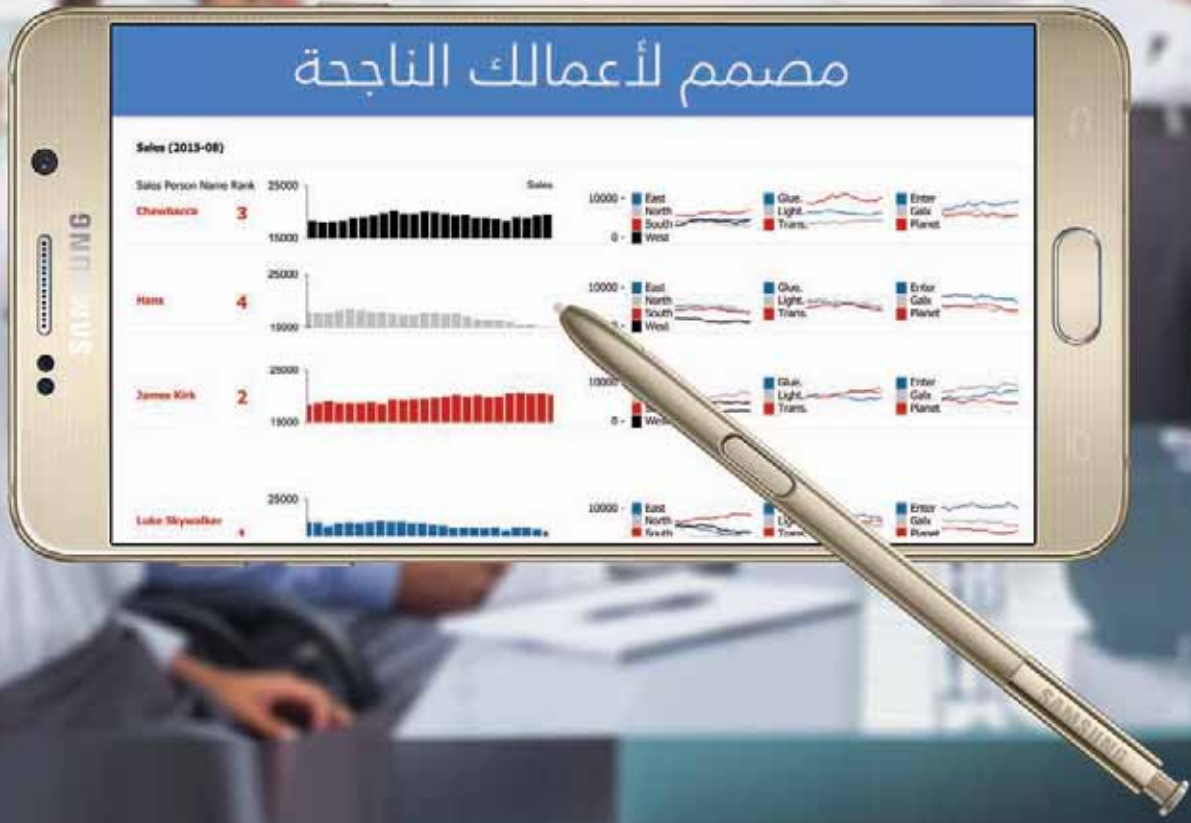 مصمم لأعمالك الناجحة
SAMSUNG
Sales (2015-08)
Sales Person Name Rank 25000 Sales
Chewbacca 3
15000
10000 - East Glue. Enter
North Light. Galx
South Trans. Planet
0 - West
25000
Hans 4
15000
10000 - East Glue. Enter
North Light. Galx
South Trans. Planet
West
25000
James Kirk 2
15000
10000 Glue. Enter
Light. Galx
Trans. Planet
0 -
25000
Luke Skywalker
10000 - East Enter
North Galx
South Planet
SAMSUNG